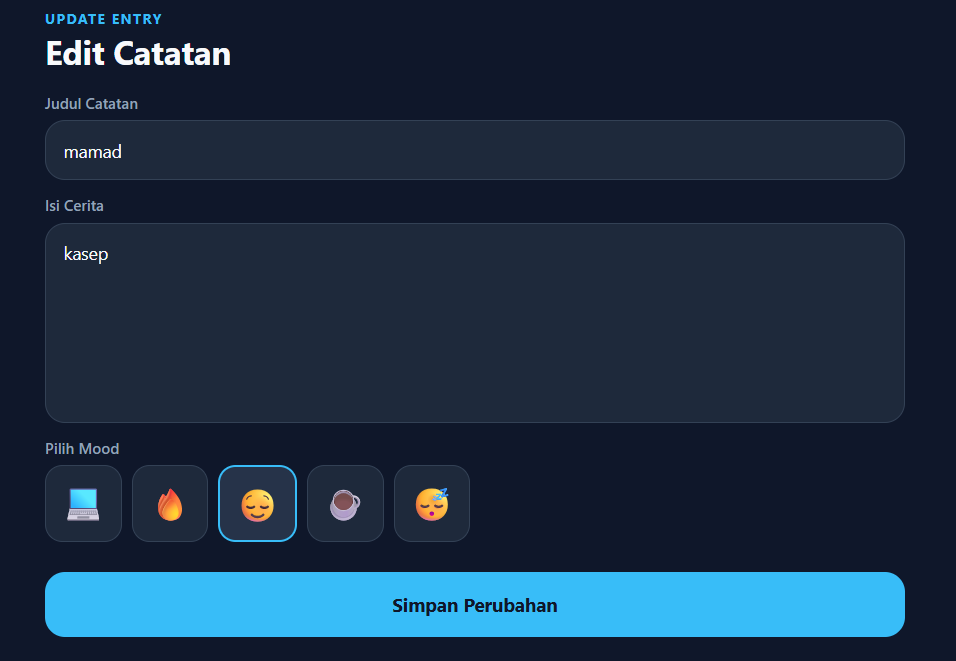 UPDATE ENTRY
Edit Catatan
Judul Catatan
mamad
Isi Cerita
kasep
Pilih Mood
Simpan Perubahan